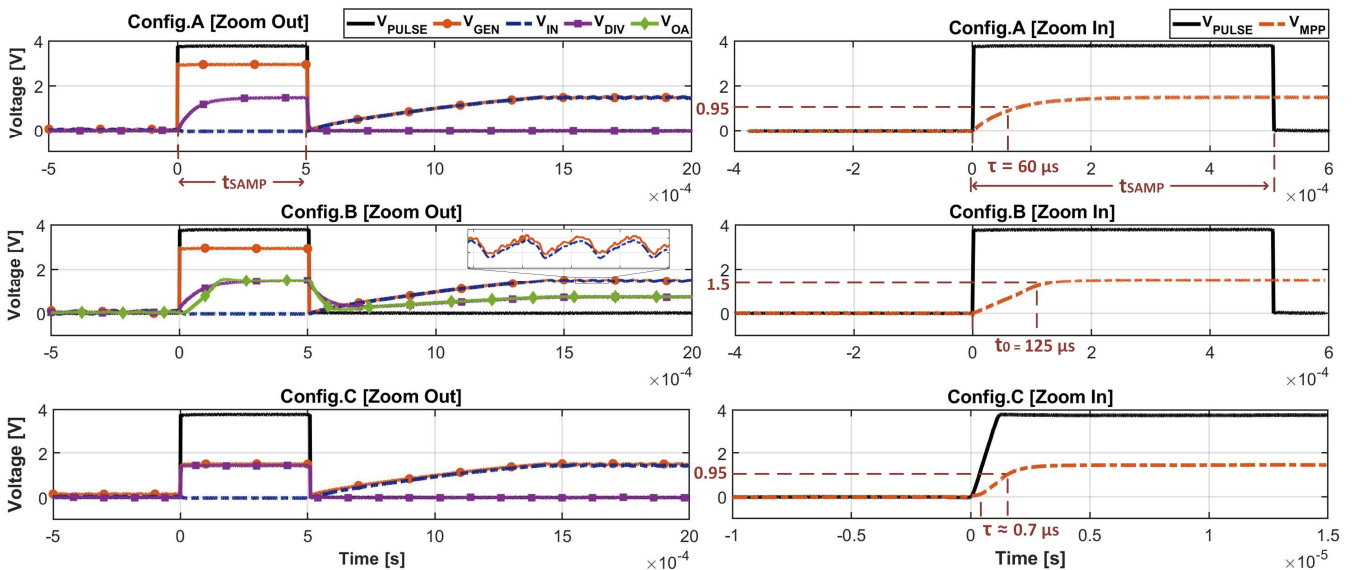 Config.A [Zoom Out]
V_PULSE V_GEN V_IN V_DIV V_OA
Voltage [V]
4
2
0
-5 0 5 10 15 20
t_SAMP
×10⁻⁴
Config.A [Zoom In]
V_PULSE V_MPP
4
2
0.95
0
-4 -2 0 2 4 6
τ = 60 µs
t_SAMP
×10⁻⁴
Config.B [Zoom Out]
Voltage [V]
4
2
0
-5 0 5 10 15 20
×10⁻⁴
Config.B [Zoom In]
4
2
1.5
0
-4 -2 0 2 4 6
t₀ = 125 µs
×10⁻⁴
Config.C [Zoom Out]
Voltage [V]
4
2
0
-5 0 5 10 15 20
Time [s]
×10⁻⁴
Config.C [Zoom In]
4
2
0.95
0
-1 -0.5 0 0.5 1 1.5
τ ≈ 0.7 µs
Time [s]
×10⁻⁵